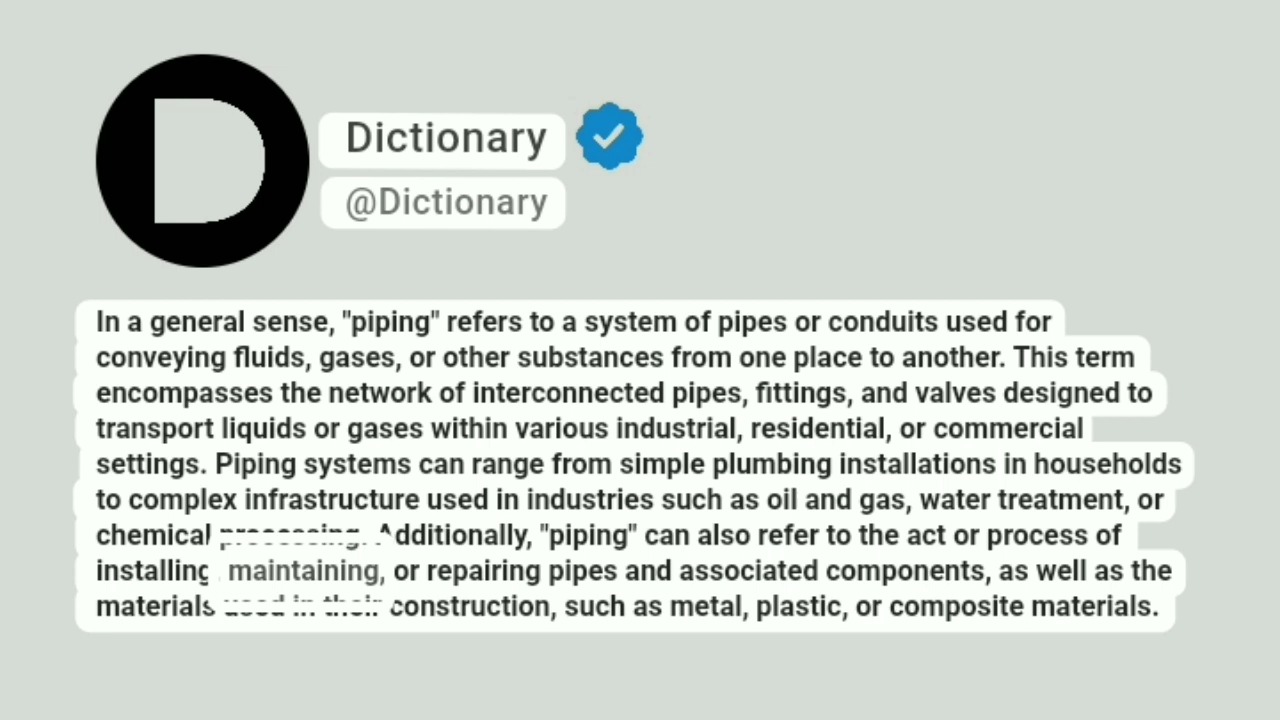 D
Dictionary
@Dictionary
In a general sense, "piping" refers to a system of pipes or conduits used for
conveying fluids, gases, or other substances from one place to another. This term
encompasses the network of interconnected pipes, fittings, and valves designed to
transport liquids or gases within various industrial, residential, or commercial
settings. Piping systems can range from simple plumbing installations in households
to complex infrastructure used in industries such as oil and gas, water treatment, or
chemical processing. Additionally, "piping" can also refer to the act or process of
installing, maintaining, or repairing pipes and associated components, as well as the
materials used in their construction, such as metal, plastic, or composite materials.